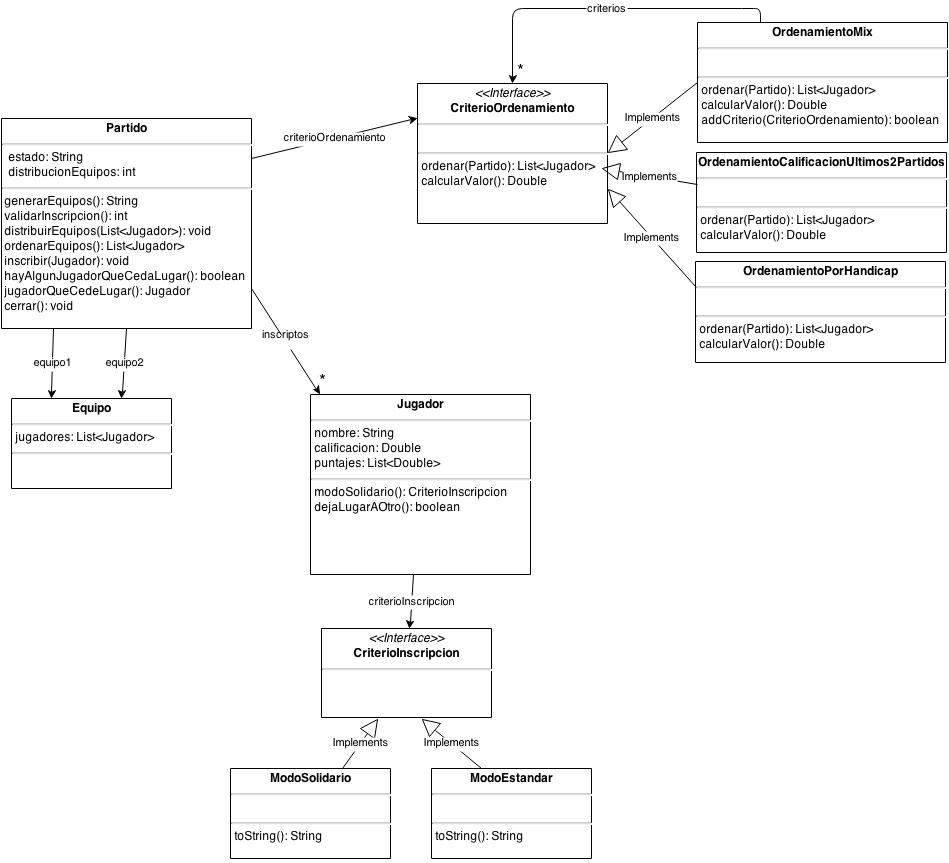 criterios
*
OrdenamientoMix
ordenar(Partido): List<Jugador>
calcularValor(): Double
addCriterio(CriterioOrdenamiento): boolean
<<Interface>>
CriterioOrdenamiento
ordenar(Partido): List<Jugador>
calcularValor(): Double
Implements
Implements
Implements
OrdenamientoCalificacionUltimos2Partidos
ordenar(Partido): List<Jugador>
calcularValor(): Double
OrdenamientoPorHandicap
ordenar(Partido): List<Jugador>
calcularValor(): Double
Partido
estado: String
distribucionEquipos: int
generarEquipos(): String
validarInscripcion(): int
distribuirEquipos(List<Jugador>): void
ordenarEquipos(): List<Jugador>
inscribir(Jugador): void
hayAlgunJugadorQueCedaLugar(): boolean
jugadorQueCedeLugar(): Jugador
cerrar(): void
criterioOrdenamiento
inscriptos
*
equipo1
equipo2
Equipo
jugadores: List<Jugador>
Jugador
nombre: String
calificacion: Double
puntajes: List<Double>
modoSolidario(): CriterioInscripcion
dejaLugarAOtro(): boolean
criterioInscripcion
<<Interface>>
CriterioInscripcion
Implements
Implements
ModoSolidario
toString(): String
ModoEstandar
toString(): String